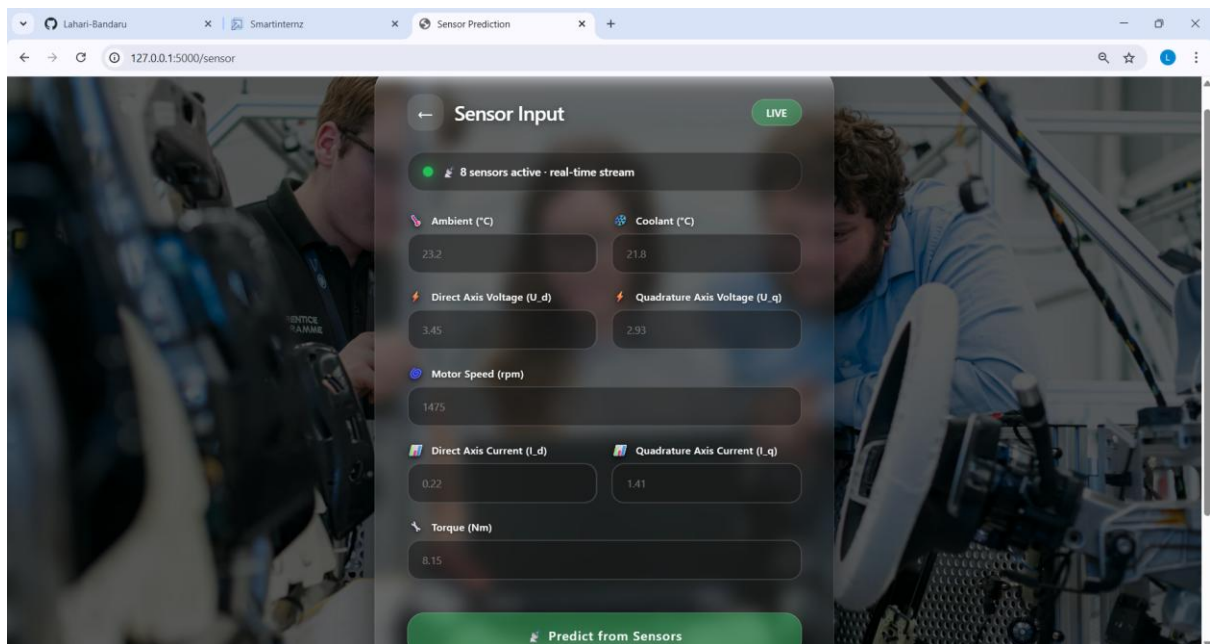 Lahari-Bandaru
Smartinternz
Sensor Prediction
127.0.0.1:5000/sensor
L
← Sensor Input
LIVE
8 sensors active · real-time stream
Ambient (°C)
Coolant (°C)
23.2
21.8
Direct Axis Voltage (U_d)
Quadrature Axis Voltage (U_q)
3.45
2.93
Motor Speed (rpm)
1475
Direct Axis Current (I_d)
Quadrature Axis Current (I_q)
0.22
1.41
Torque (Nm)
8.15
Predict from Sensors